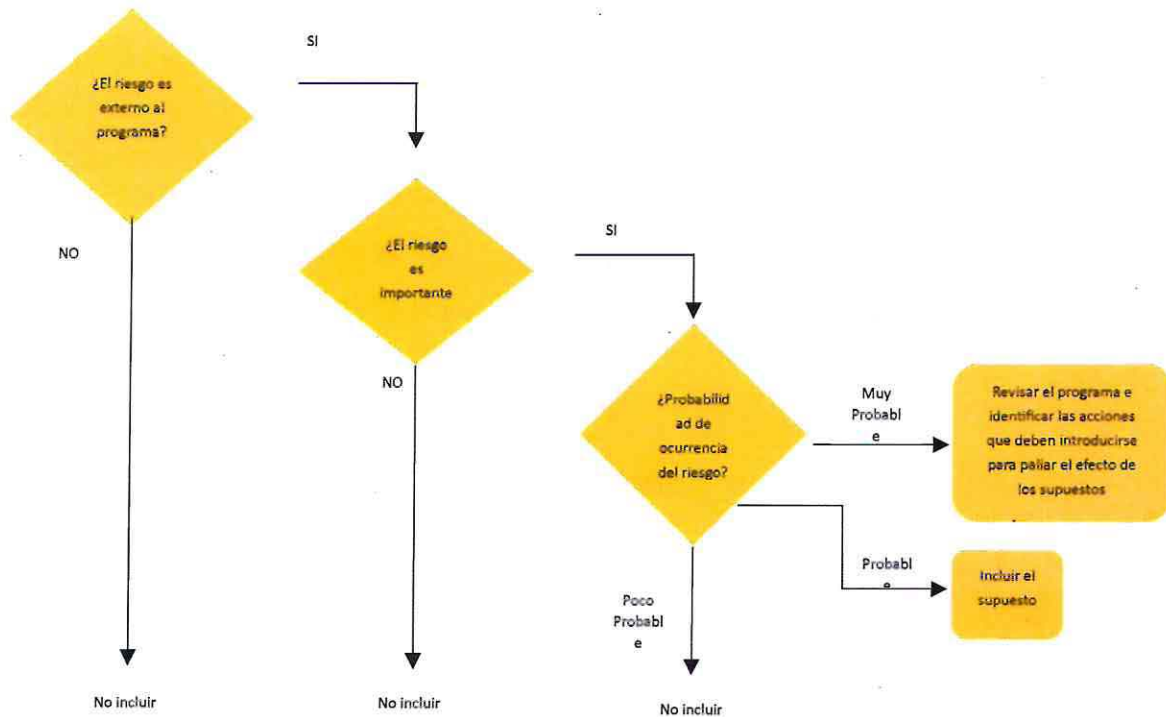 SI
¿El riesgo es
externo al
programa?
NO
SI
¿El riesgo
es
importante
NO
¿Probabilid
ad de
ocurrencia
del riesgo?
Muy
Probabl
e
Revisar el programa e
identificar las acciones
que deben introducirse
para paliar el efecto de
los supuestos
Probabl
e
Incluir el
supuesto
Poco
Probabl
e
No incluir
No incluir
No incluir